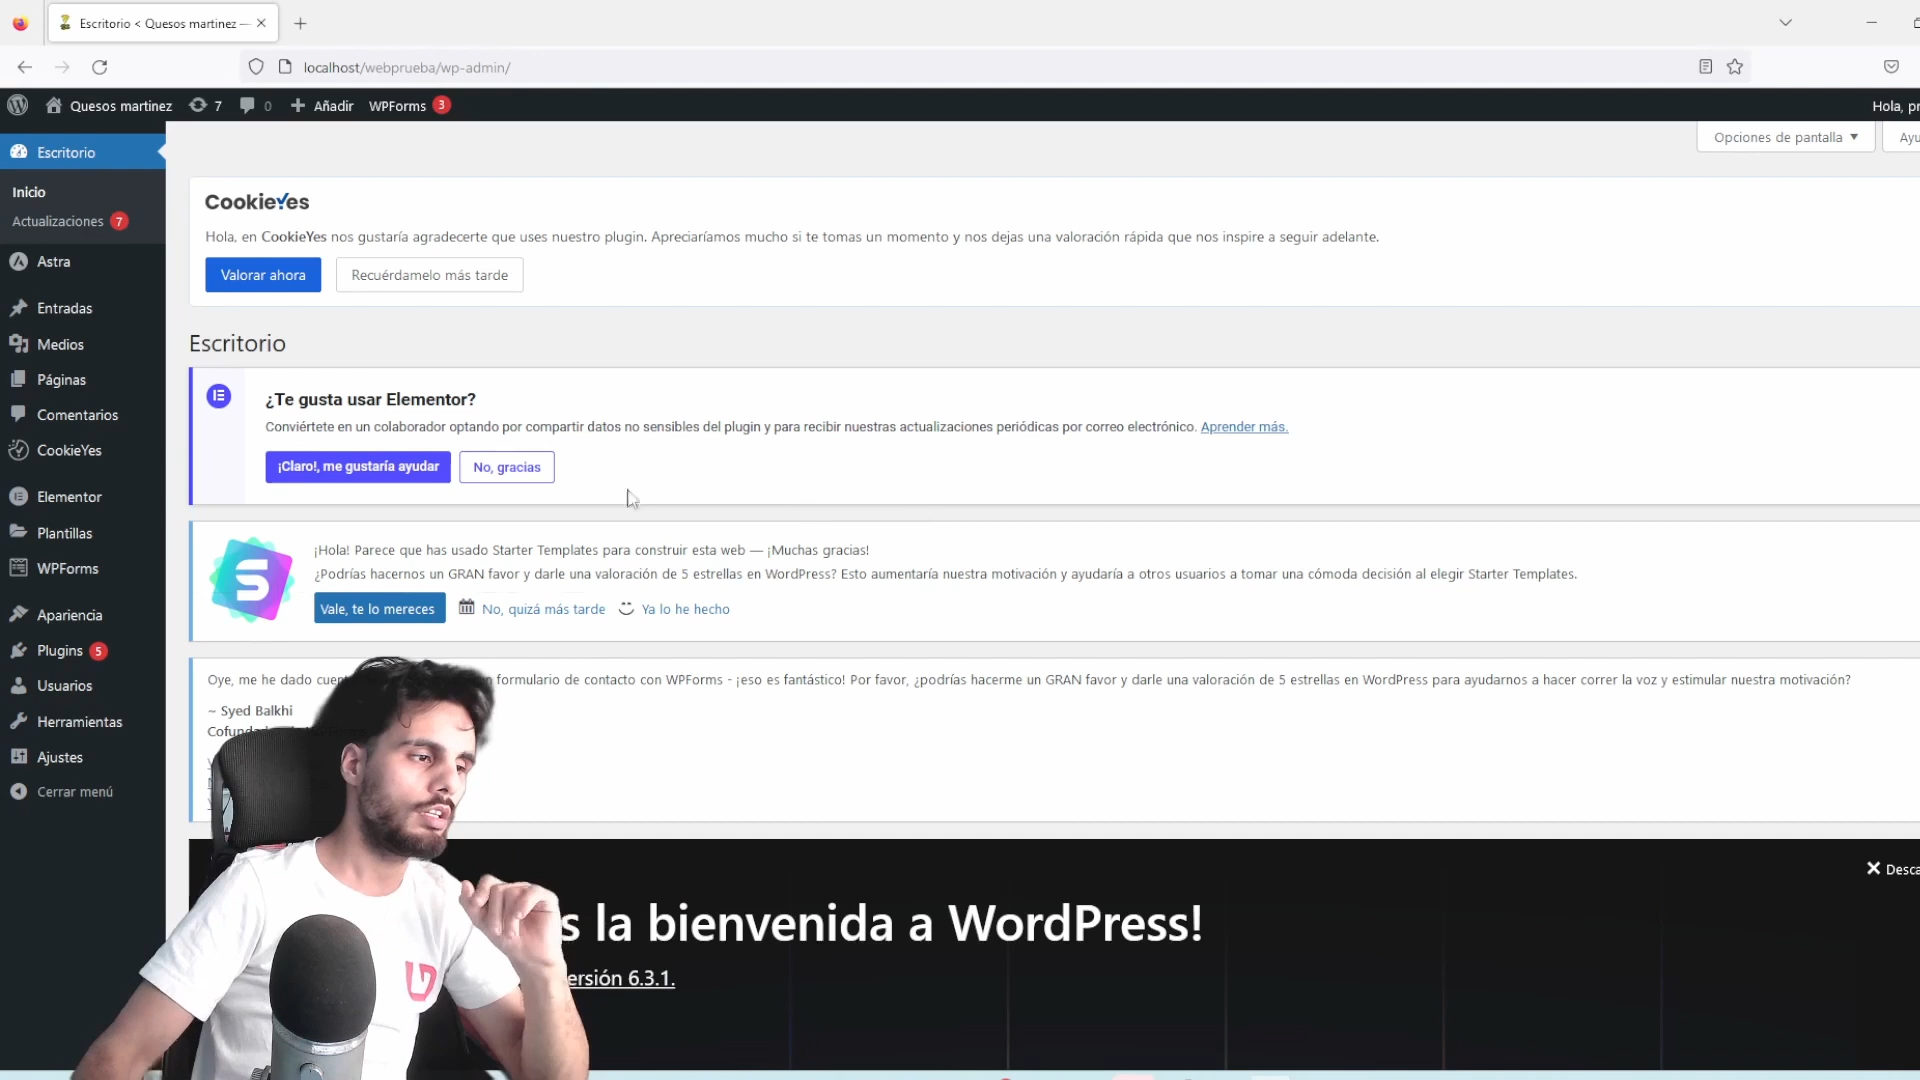 Escritorio < Quesos martinez —
localhost/webprueba/wp-admin/
Quesos martinez 7 0 Añadir WPForms 3
Hola, pr
Opciones de pantalla
Ayu
Escritorio
Inicio
Actualizaciones 7
Astra
Entradas
Medios
Páginas
Comentarios
CookieYes
Elementor
Plantillas
WPForms
Apariencia
Plugins 5
Usuarios
Herramientas
Ajustes
Cerrar menú
CookieYes
Hola, en CookieYes nos gustaría agradecerte que uses nuestro plugin. Apreciaríamos mucho si te tomas un momento y nos dejas una valoración rápida que nos inspire a seguir adelante.
Valorar ahora
Recuérdamelo más tarde
Escritorio
¿Te gusta usar Elementor?
Conviértete en un colaborador optando por compartir datos no sensibles del plugin y para recibir nuestras actualizaciones periódicas por correo electrónico. Aprender más.
¡Claro!, me gustaría ayudar
No, gracias
¡Hola! Parece que has usado Starter Templates para construir esta web — ¡Muchas gracias!
¿Podrías hacernos un GRAN favor y darle una valoración de 5 estrellas en WordPress? Esto aumentaría nuestra motivación y ayudaría a otros usuarios a tomar una cómoda decisión al elegir Starter Templates.
Vale, te lo mereces
No, quizá más tarde
Ya lo he hecho
Oye, me he dado cuen formulario de contacto con WPForms - ¡eso es fantástico! Por favor, ¿podrías hacerme un GRAN favor y darle una valoración de 5 estrellas en WordPress para ayudarnos a hacer correr la voz y estimular nuestra motivación?
~ Syed Balkhi
Cofund
Desca
s la bienvenida a WordPress!
ersión 6.3.1.